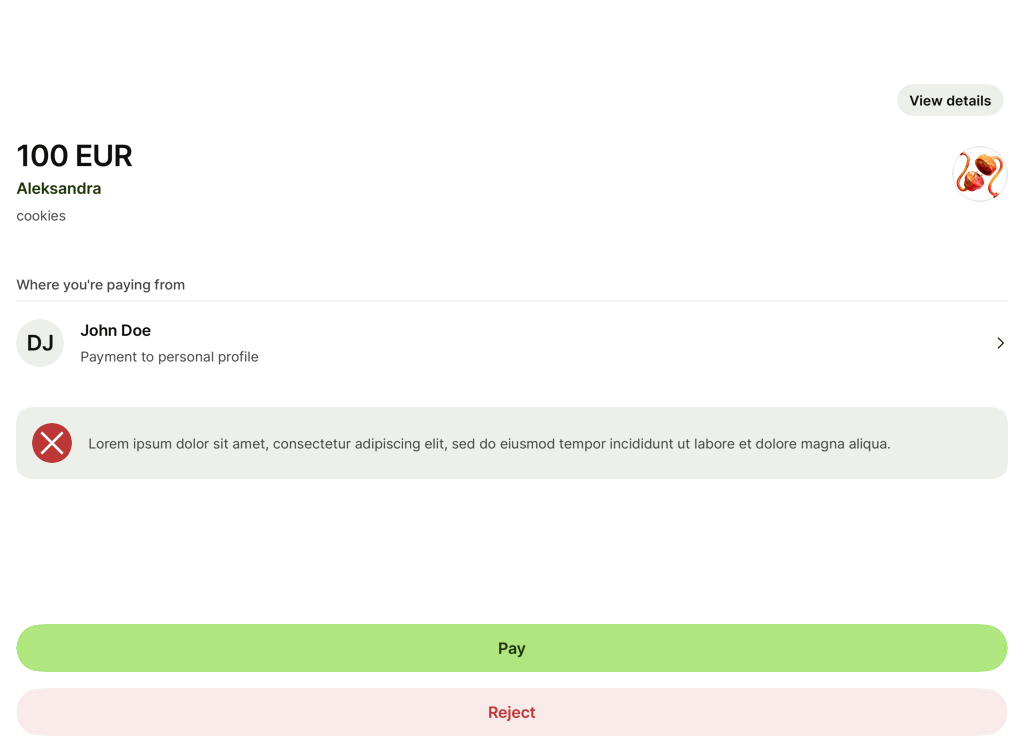 View details
100 EUR
Aleksandra
cookies
Where you're paying from
DJ
John Doe
Payment to personal profile
Lorem ipsum dolor sit amet, consectetur adipiscing elit, sed do eiusmod tempor incididunt ut labore et dolore magna aliqua.
Pay
Reject